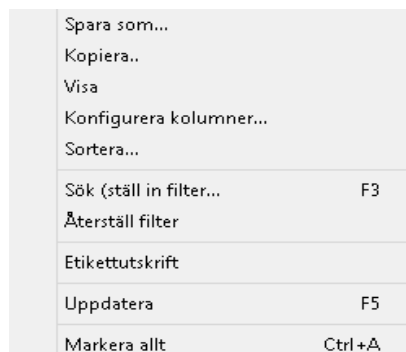 Spara som...
Kopiera..
Visa
Konfigurera kolumner...
Sortera...
Sök (ställ in filter... F3
Återställ filter
Etikettutskrift
Uppdatera F5
Markera allt Ctrl+A